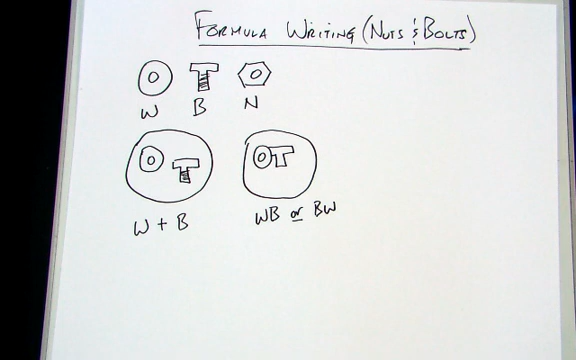 FORMULA WRITING (NUTS & BOLTS)
W B N
W + B
WB or BW